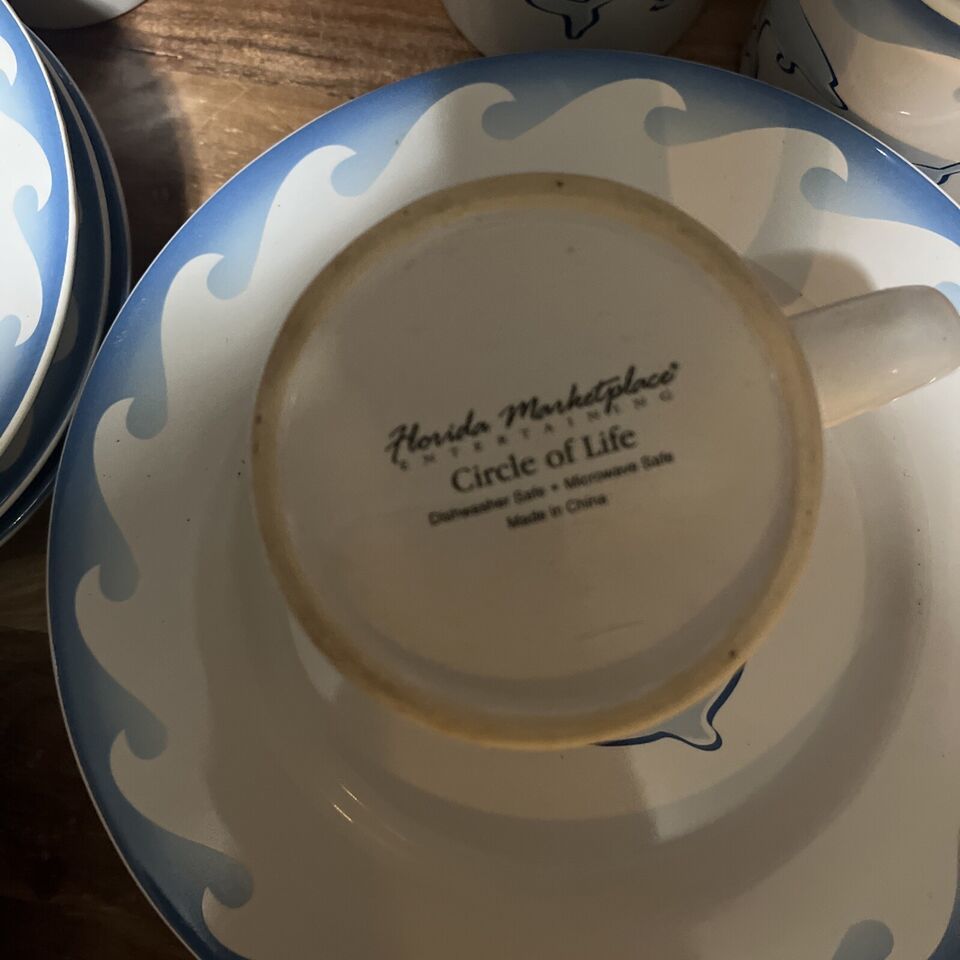 Florida Marketplace®
ENTERTAINING
Circle of Life
Dishwasher Safe • Microwave Safe
Made in China